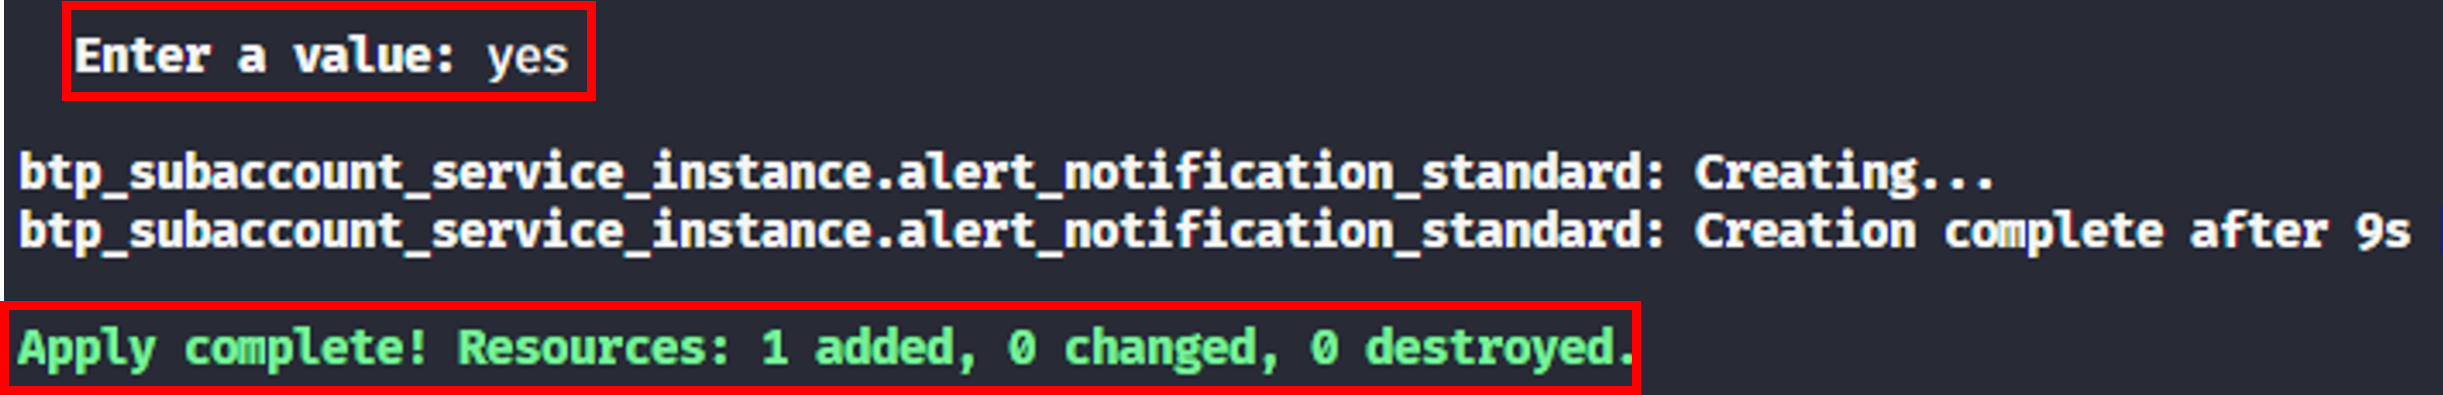 Enter a value: yes
btp_subaccount_service_instance.alert_notification_standard: Creating...
btp_subaccount_service_instance.alert_notification_standard: Creation complete after 9s
Apply complete! Resources: 1 added, 0 changed, 0 destroyed.